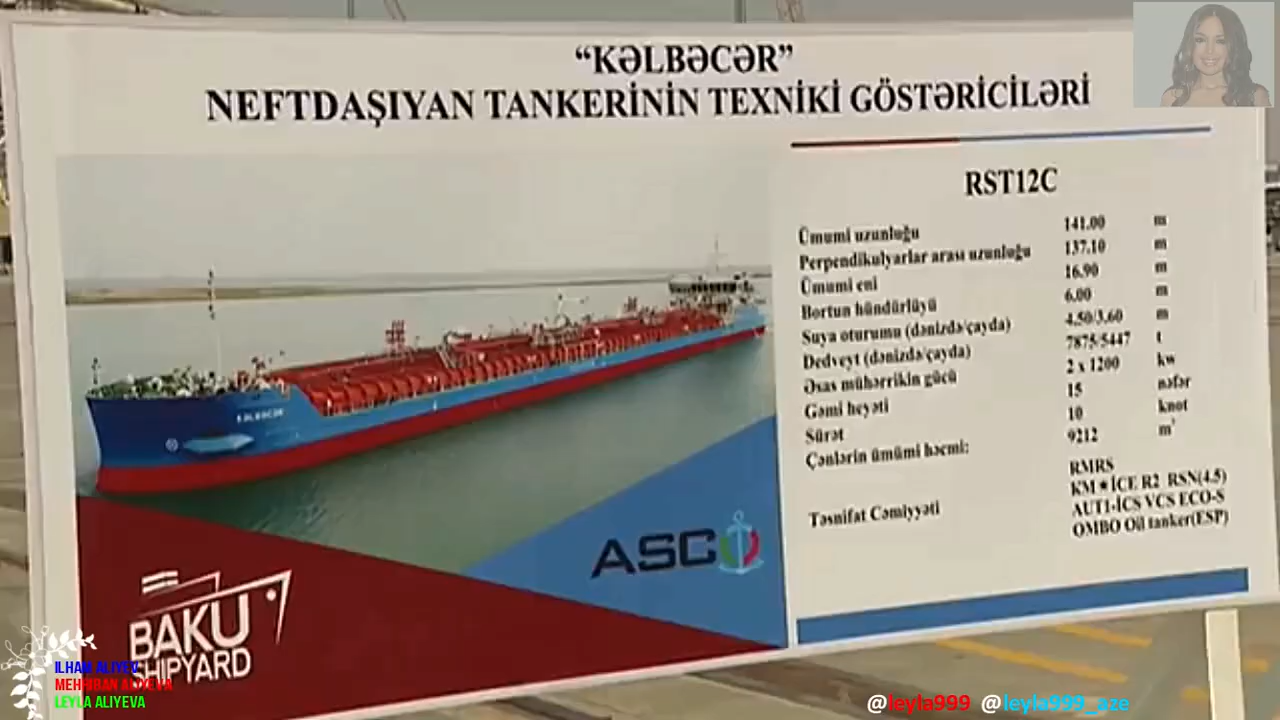 “KƏLBƏCƏR”
NEFTDAŞIYAN TANKERİNİN TEXNİKİ GÖSTƏRİCİLƏRİ
RST12C
Ümumi uzunluğu 141.00 m
Perpendikulyarlar arası uzunluğu 137.10 m
Ümumi eni 16.90 m
Bortun hündürlüyü 6.00 m
Suya oturumu (dənizdə/çayda) 4.50/3.60 m
Dedveyt (dənizdə/çayda) 7875/5447 t
Əsas mühərrikin gücü 2 x 1200 kw
Gəmi heyəti 15 nəfər
Sürət 10 knot
Çənlərin ümümi həcmi: 9212 m³
Təsnifat Cəmiyyəti RMRS
KM★İCE R2 RSN(4.5)
AUT1-İCS VCS ECO-S
OMBO Oil tanker(ESP)
KƏLBƏCƏR
ASCO
BAKU
SHIPYARD
ILHAM ALIYEV
MEHRIBAN ALIYEVA
LEYLA ALIYEVA
@leyla999 @leyla999_aze